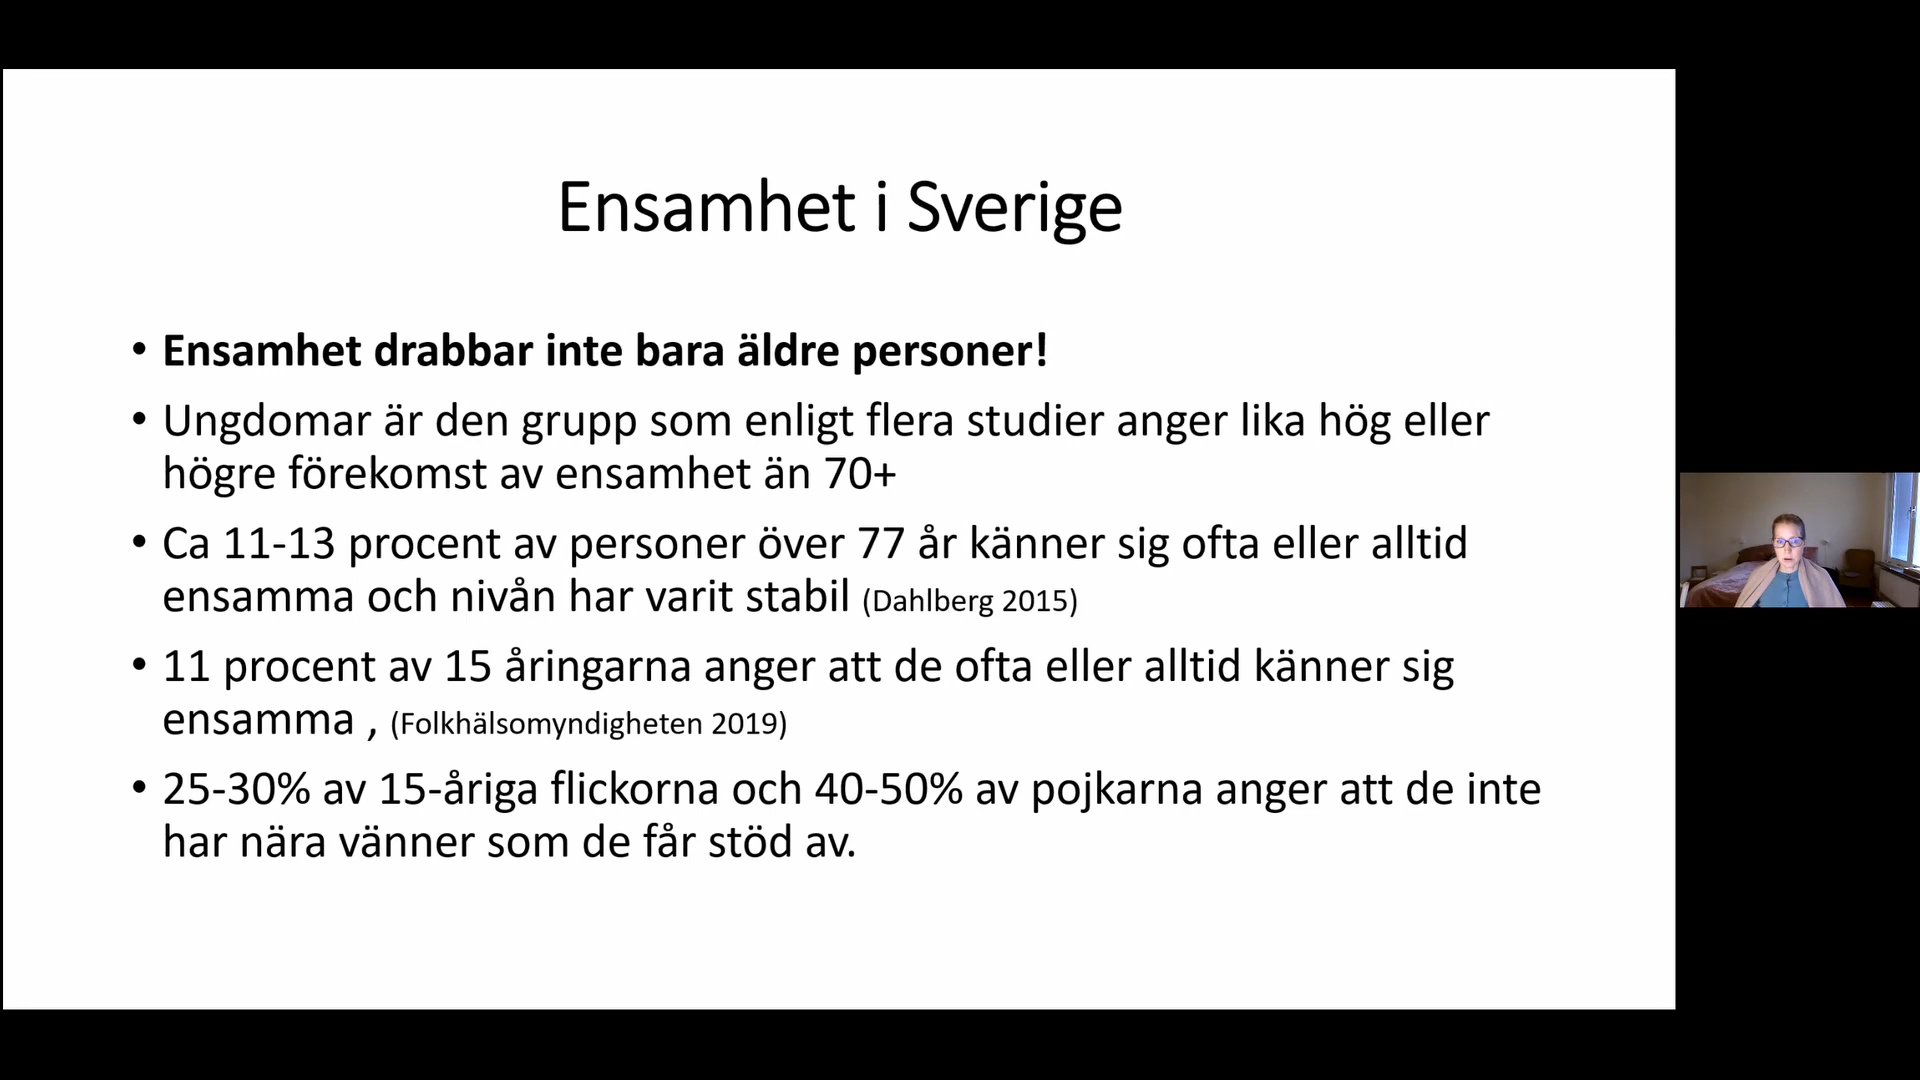 Ensamhet i Sverige
• Ensamhet drabbar inte bara äldre personer!
• Ungdomar är den grupp som enligt flera studier anger lika hög eller
högre förekomst av ensamhet än 70+
• Ca 11-13 procent av personer över 77 år känner sig ofta eller alltid
ensamma och nivån har varit stabil (Dahlberg 2015)
• 11 procent av 15 åringarna anger att de ofta eller alltid känner sig
ensamma , (Folkhälsomyndigheten 2019)
• 25-30% av 15-åriga flickorna och 40-50% av pojkarna anger att de inte
har nära vänner som de får stöd av.